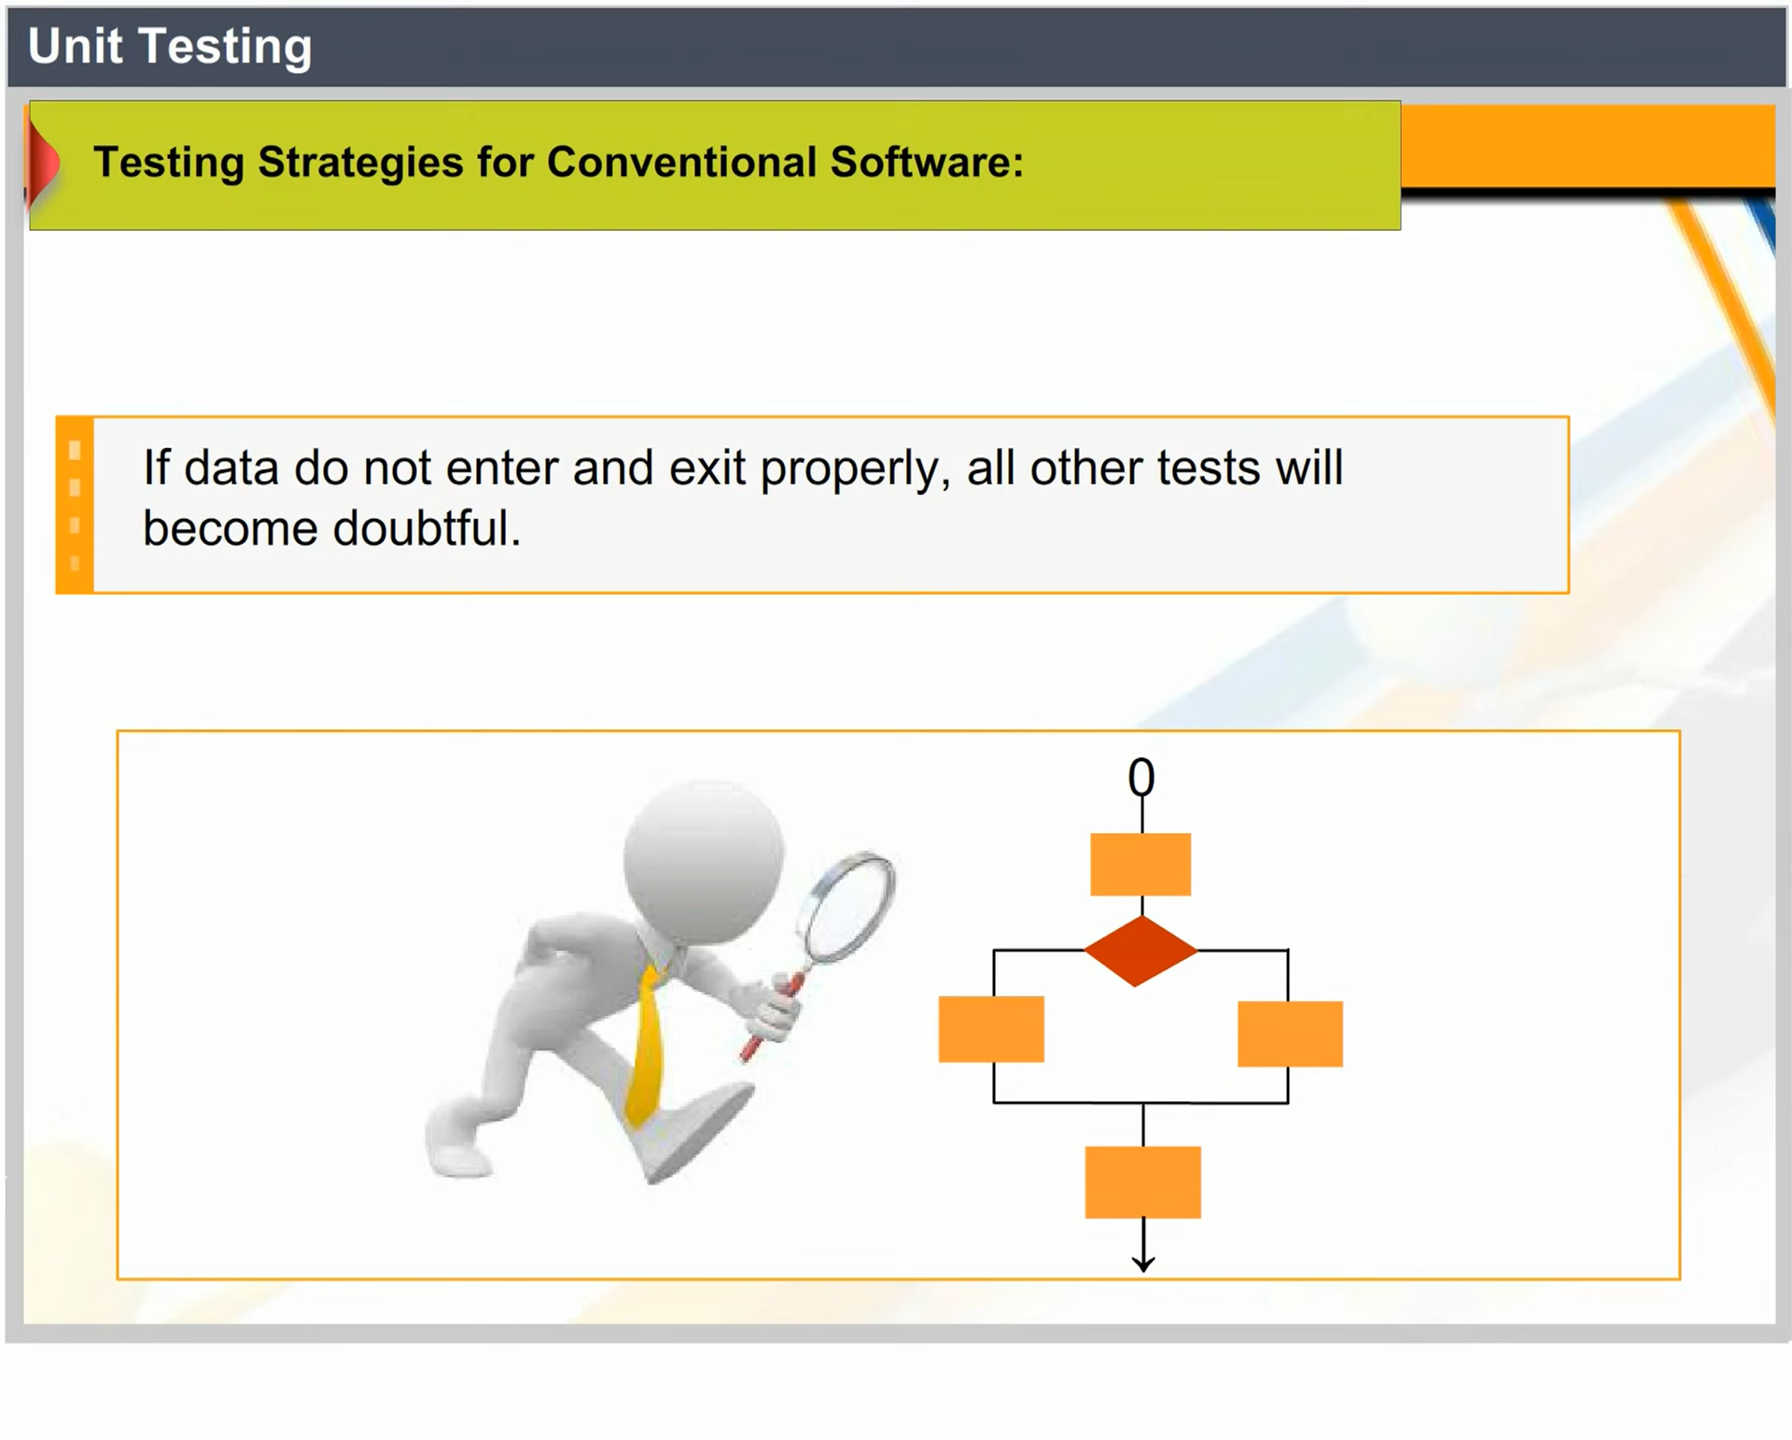 Unit Testing
Testing Strategies for Conventional Software:
If data do not enter and exit properly, all other tests will
become doubtful.
0